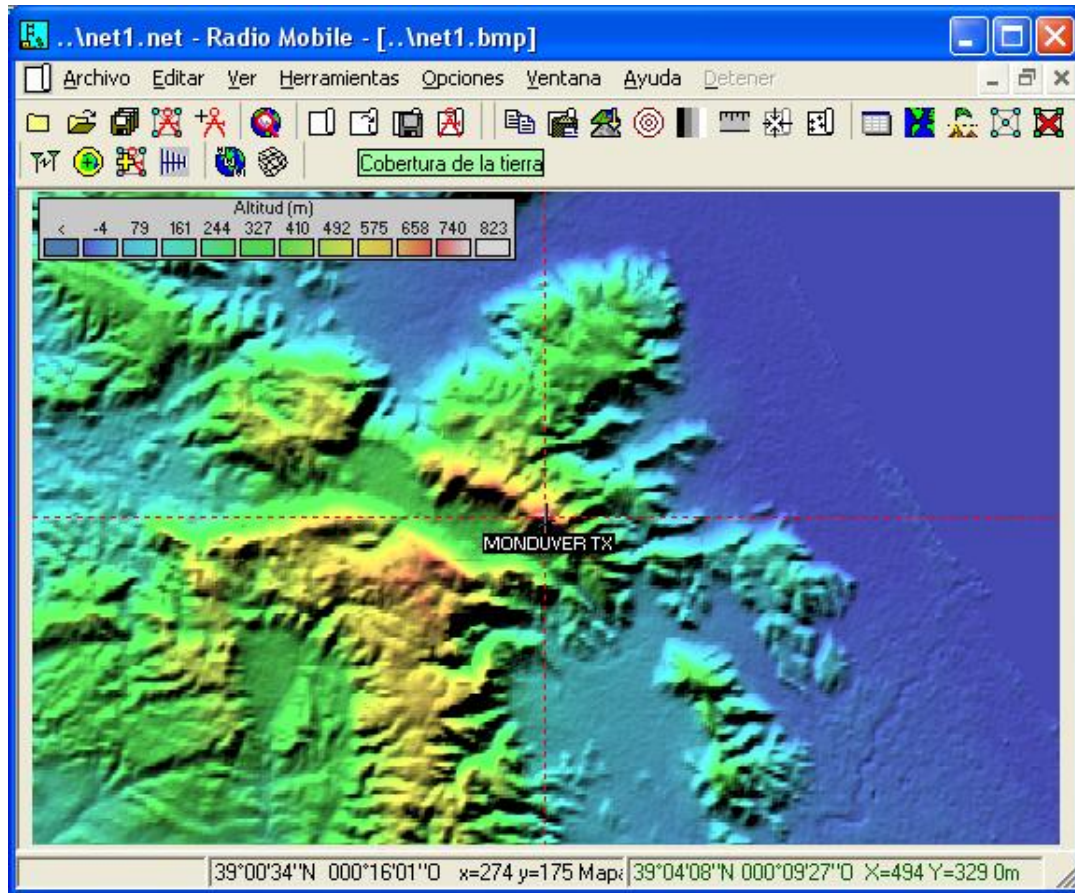 ..\net1.net - Radio Mobile - [..\net1.bmp]
Archivo Editar Ver Herramientas Opciones Ventana Ayuda Detener
Cobertura de la tierra
Altitud (m)
< -4 79 161 244 327 410 492 575 658 740 823
MONDUVER TX
39°00'34"N 000°16'01"O x=274 y=175 Mapa 39°04'08"N 000°09'27"O X=494 Y=329 0m